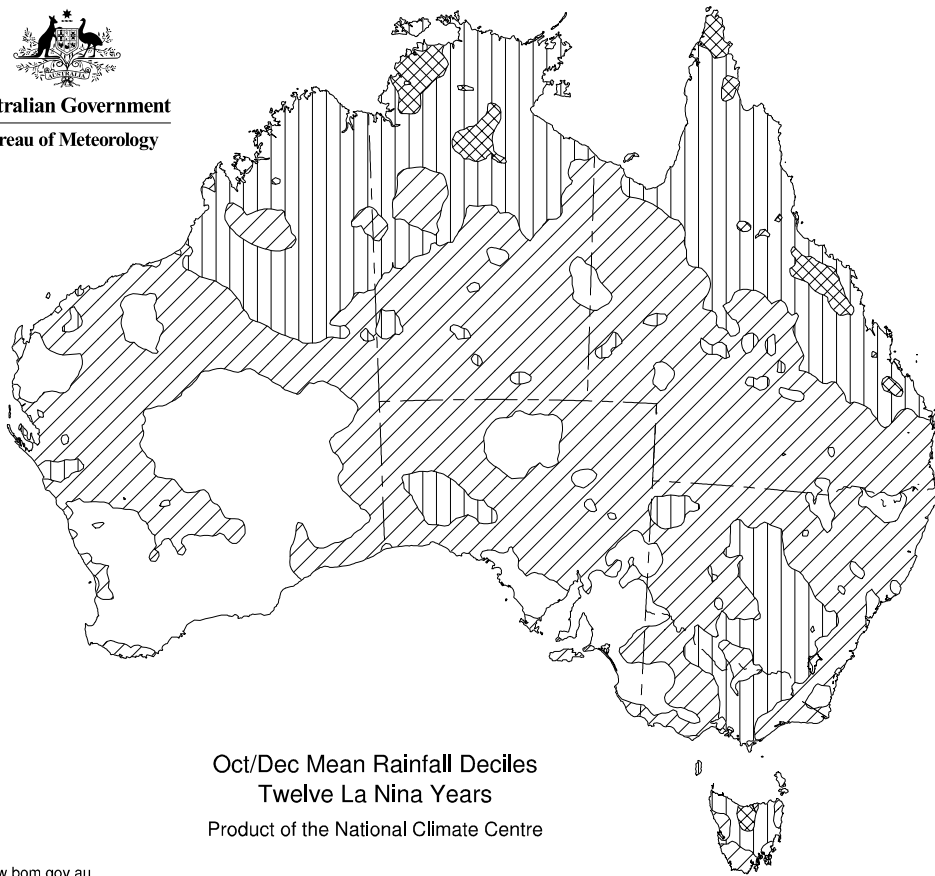 AUSTRALIA
tralian Government
reau of Meteorology
Oct/Dec Mean Rainfall Deciles
Twelve La Nina Years
Product of the National Climate Centre
w.bom.gov.au